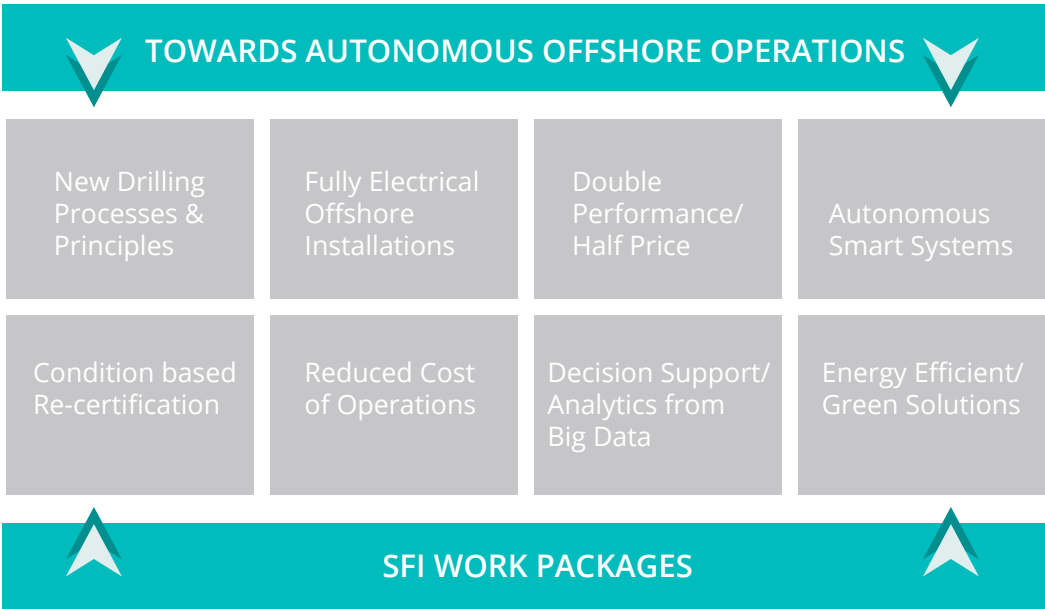 TOWARDS AUTONOMOUS OFFSHORE OPERATIONS
New Drilling
Processes &
Principles
Fully Electrical
Offshore
Installations
Double
Performance/
Half Price
Autonomous
Smart Systems
Condition based
Re-certification
Reduced Cost
of Operations
Decision Support/
Analytics from
Big Data
Energy Efficient/
Green Solutions
SFI WORK PACKAGES